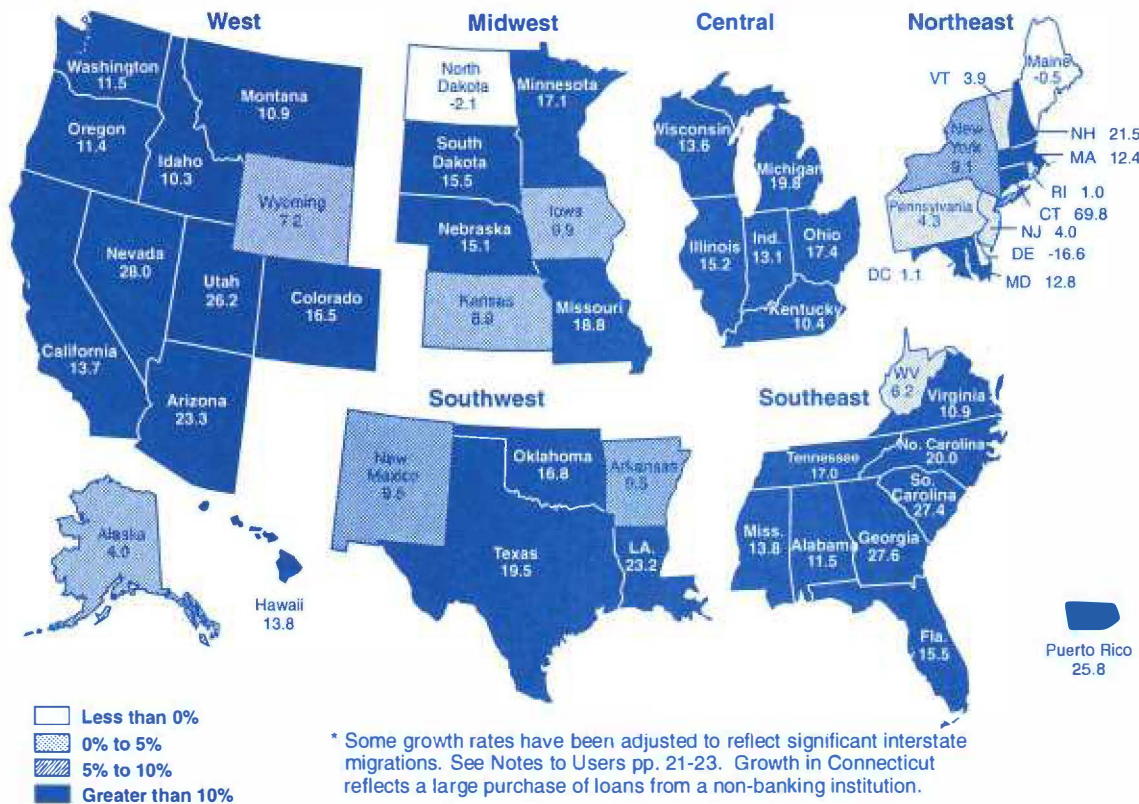 West
Midwest
Central
Northeast
Washington
11.5
Montana
10.9
Oregon
11.4
Idaho
10.3
Wyoming
7.2
Nevada
28.0
Utah
26.2
Colorado
16.5
California
13.7
Arizona
23.3
Alaska
4.0
Hawaii
13.8
North
Dakota
-2.1
Minnesota
17.1
South
Dakota
15.5
Iowa
Nebraska
15.1
Kansas
Missouri
18.8
Wisconsin
13.6
Michigan
19.8
Illinois
15.2
Ind.
13.1
Ohio
17.4
Kentucky
10.4
Maine
-0.5
VT 3.9
New
York
9.1
NH 21.5
MA 12.4
RI 1.0
CT 69.8
Pennsylvania
4.3
NJ 4.0
DE -16.6
DC 1.1
MD 12.8
Southwest
New
Mexico
Oklahoma
16.8
Arkansas
Texas
19.5
LA.
23.2
Southeast
WV
6.2
Virginia
10.9
Tennessee
17.0
No. Carolina
20.0
So.
Carolina
27.4
Miss.
13.8
Alabama
11.5
Georgia
27.6
Fla.
15.5
Puerto Rico
25.8
Less than 0%
0% to 5%
5% to 10%
Greater than 10%
* Some growth rates have been adjusted to reflect significant interstate
migrations. See Notes to Users pp. 21-23. Growth in Connecticut
reflects a large purchase of loans from a non-banking institution.